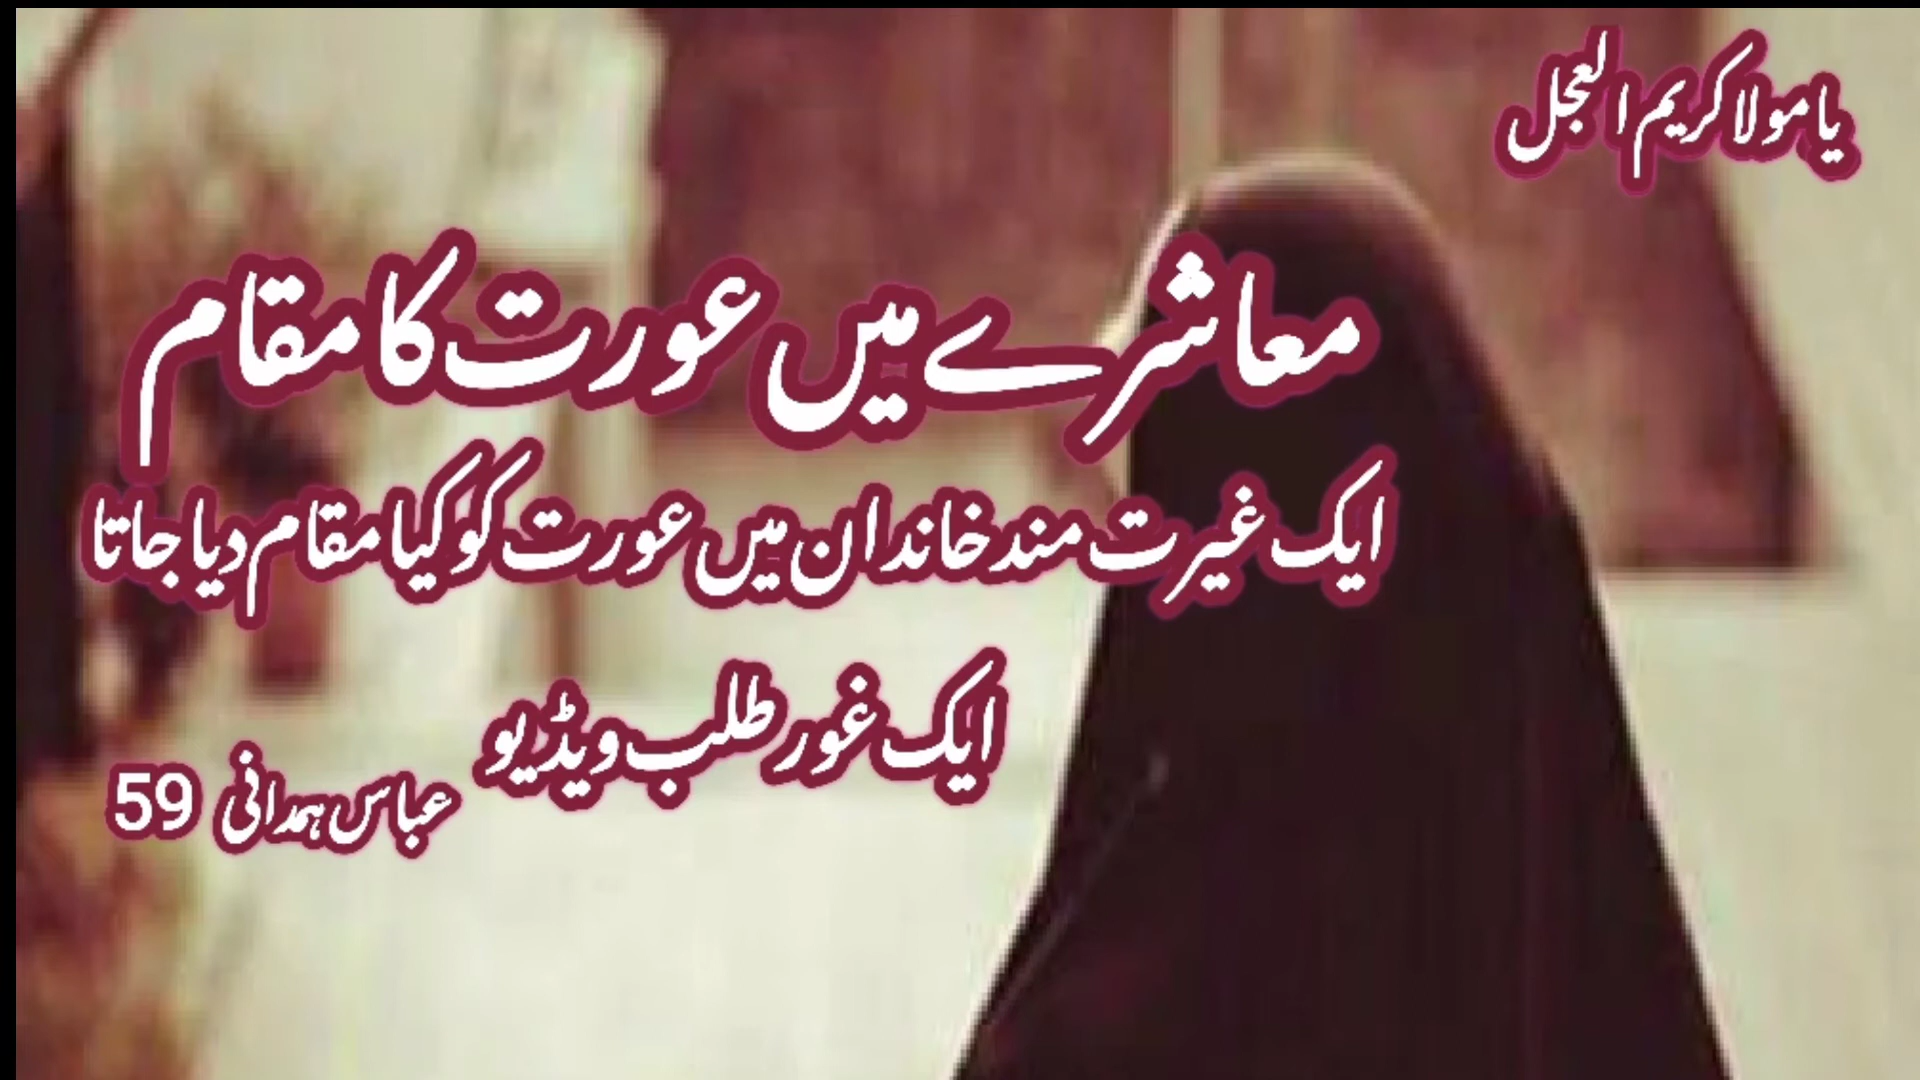 یا مولا کریم العجل
معاشرے میں عورت کا مقام
ایک غیرت مند خاندان میں عورت کو کیا مقام دیا جاتا
ایک غور طلب ویڈیو
عباس ہمدانی 59